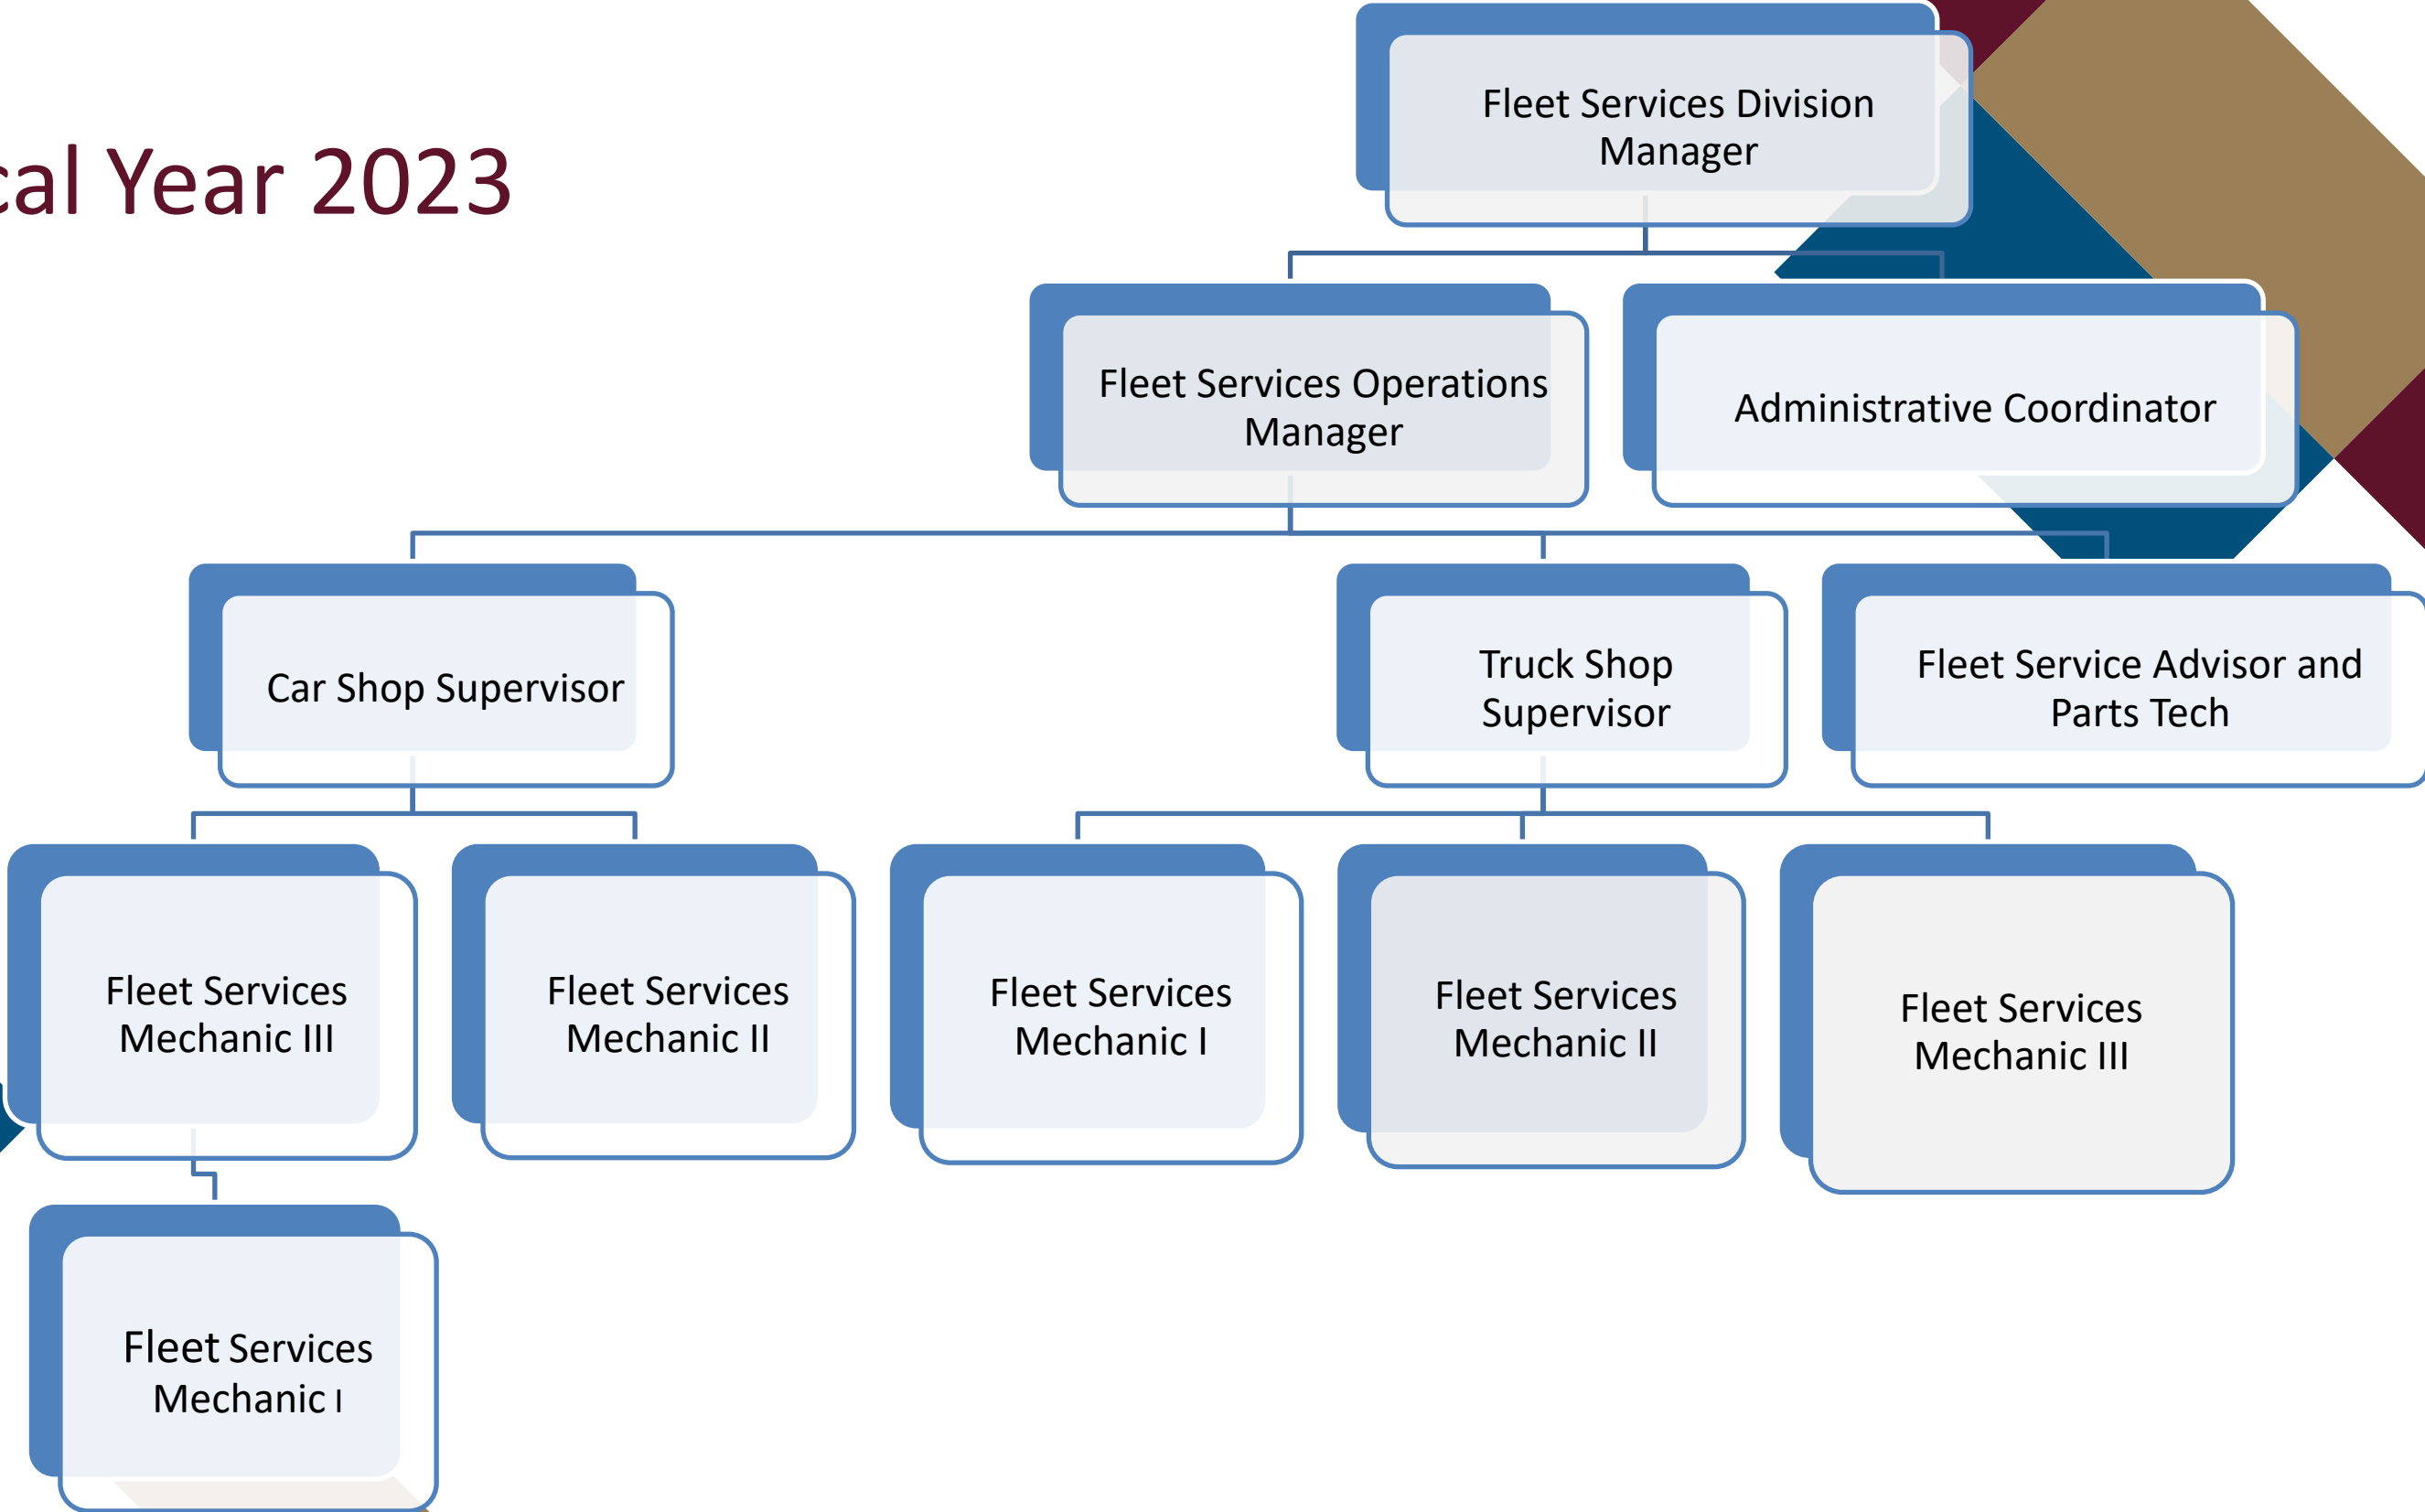 cal Year 2023
Fleet Services Division
Manager
Fleet Services Operations
Manager
Administrative Coordinator
Car Shop Supervisor
Truck Shop
Supervisor
Fleet Service Advisor and
Parts Tech
Fleet Services
Mechanic III
Fleet Services
Mechanic II
Fleet Services
Mechanic I
Fleet Services
Mechanic II
Fleet Services
Mechanic III
Fleet Services
Mechanic I